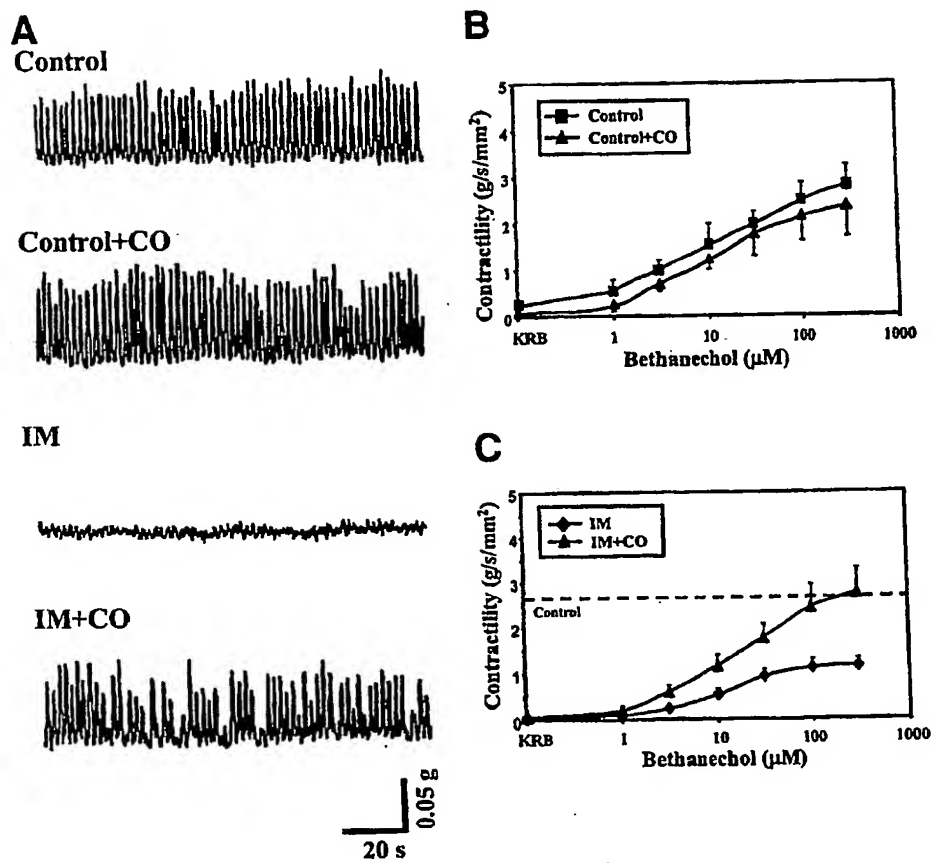 A
Control
Control+CO
IM
IM+CO
0.05 g
20 s
B
5
4
3
2
1
0
Contractility (g/s/mm²)
Control
Control+CO
KRB
1
10
100
1000
Bethanechol (µM)
C
5
4
3
2
1
0
Contractility (g/s/mm²)
IM
IM+CO
Control
KRB
1
10
100
1000
Bethanechol (µM)